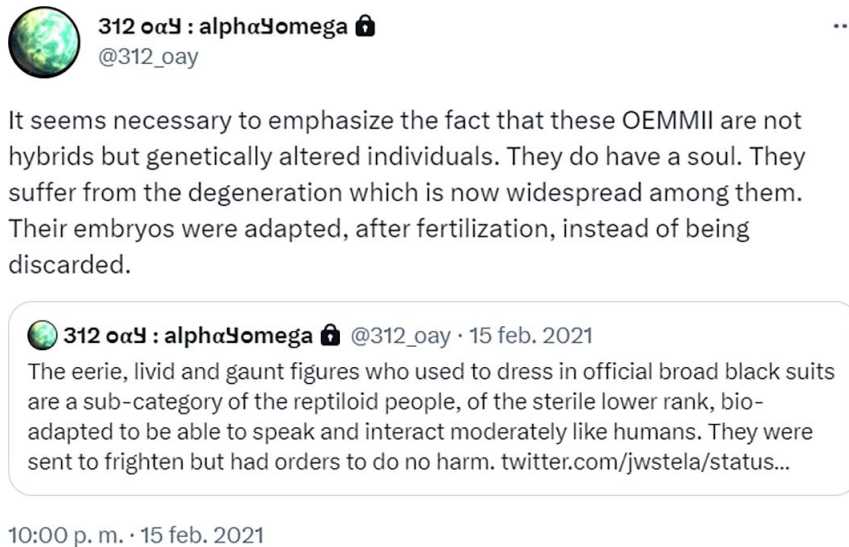 312 oαY : alphαYomega
@312_oay
It seems necessary to emphasize the fact that these OEMMII are not
hybrids but genetically altered individuals. They do have a soul. They
suffer from the degeneration which is now widespread among them.
Their embryos were adapted, after fertilization, instead of being
discarded.
312 oαY : alphαYomega @312_oay · 15 feb. 2021
The eerie, livid and gaunt figures who used to dress in official broad black suits
are a sub-category of the reptiloid people, of the sterile lower rank, bio-
adapted to be able to speak and interact moderately like humans. They were
sent to frighten but had orders to do no harm. twitter.com/jwstela/status...
10:00 p. m. · 15 feb. 2021